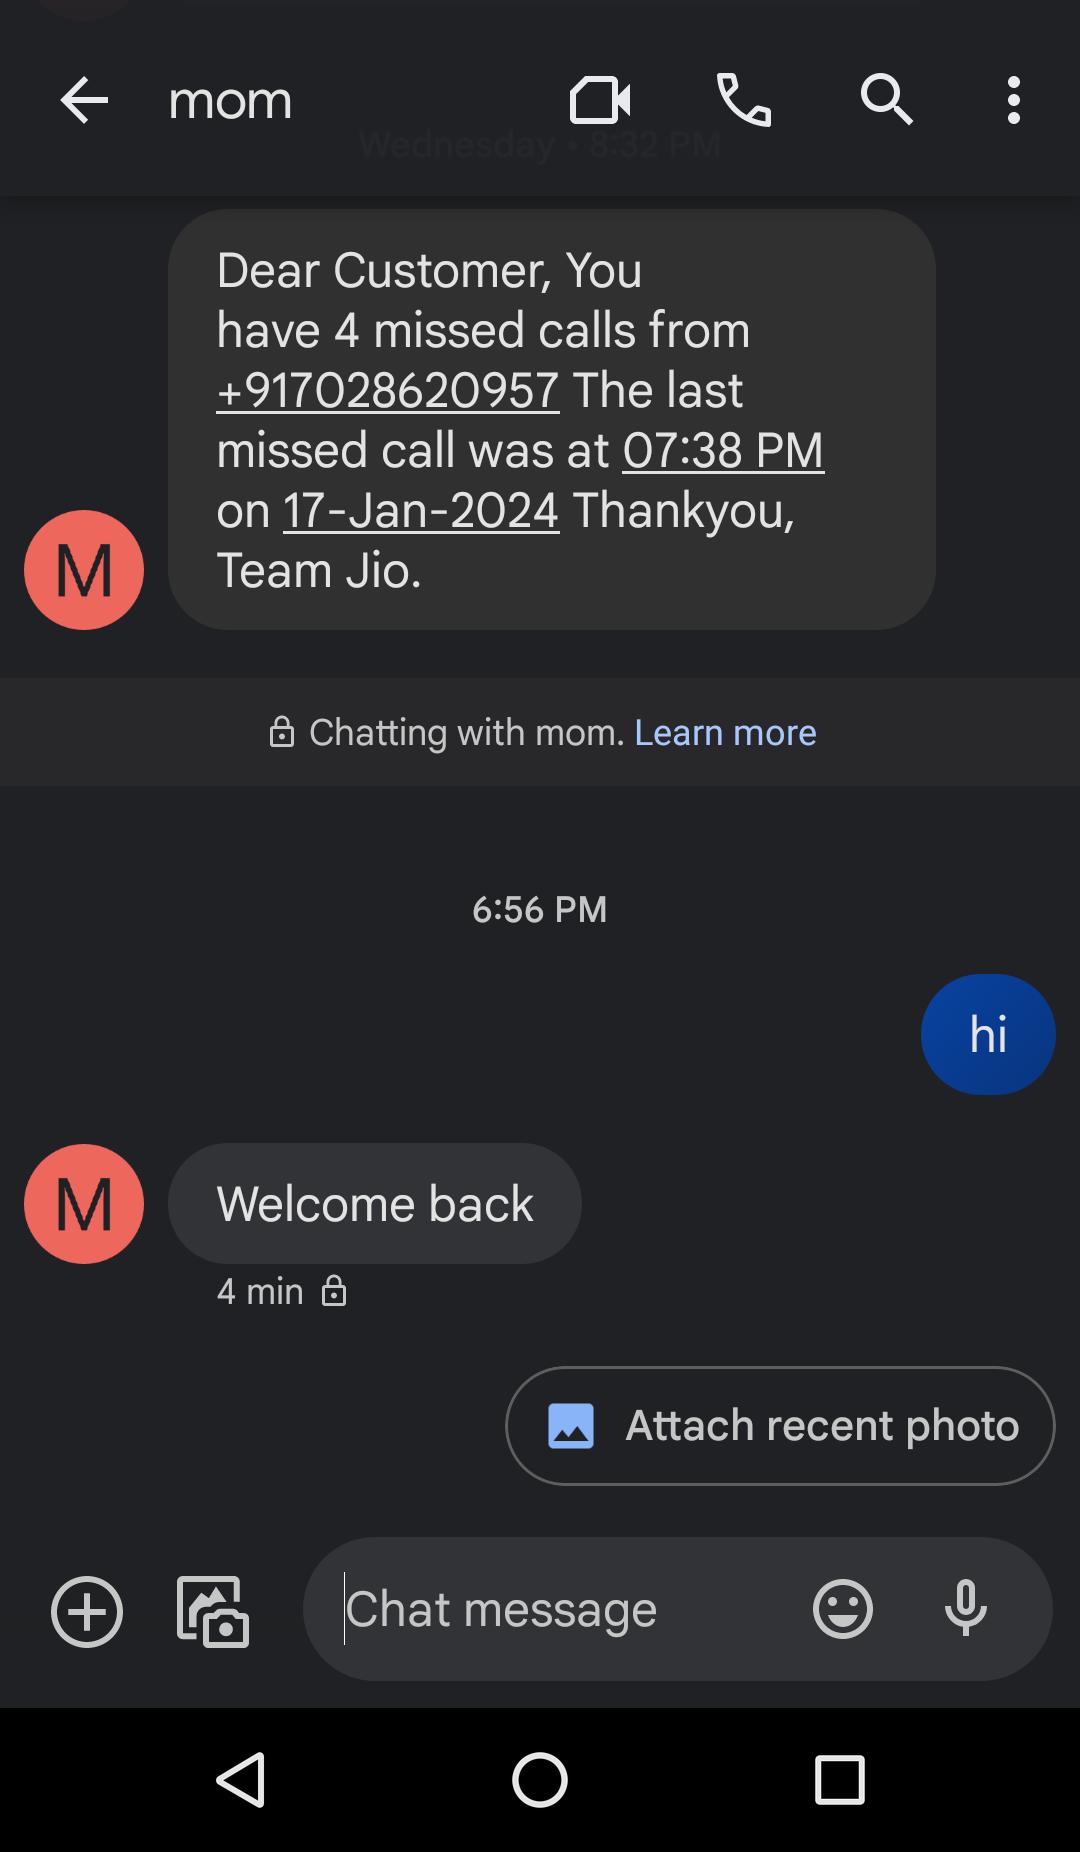 mom
Wednesday • 8:32 PM
Dear Customer, You
have 4 missed calls from
+917028620957 The last
missed call was at 07:38 PM
on 17-Jan-2024 Thankyou,
Team Jio.
M
Chatting with mom. Learn more
6:56 PM
hi
M
Welcome back
4 min
Attach recent photo
Chat message